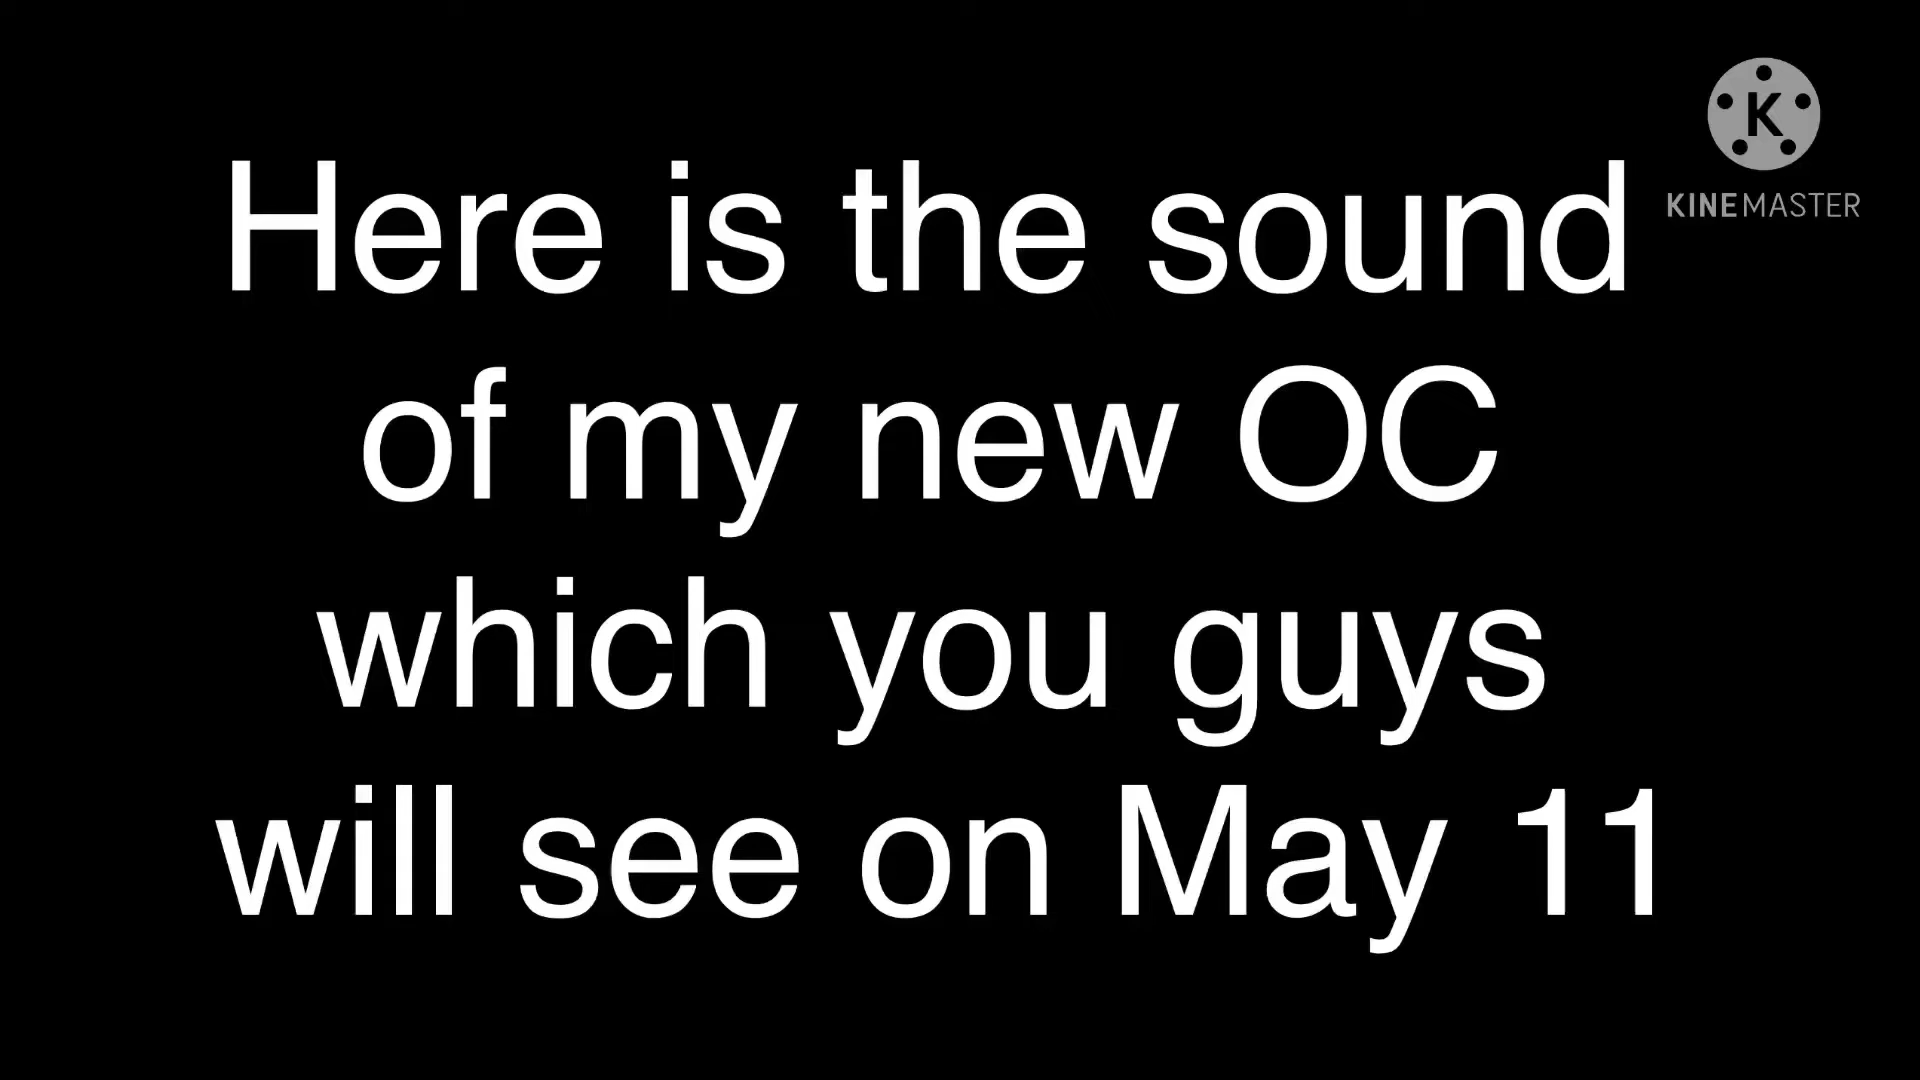 K
KINEMASTER
Here is the sound
of my new OC
which you guys
will see on May 11